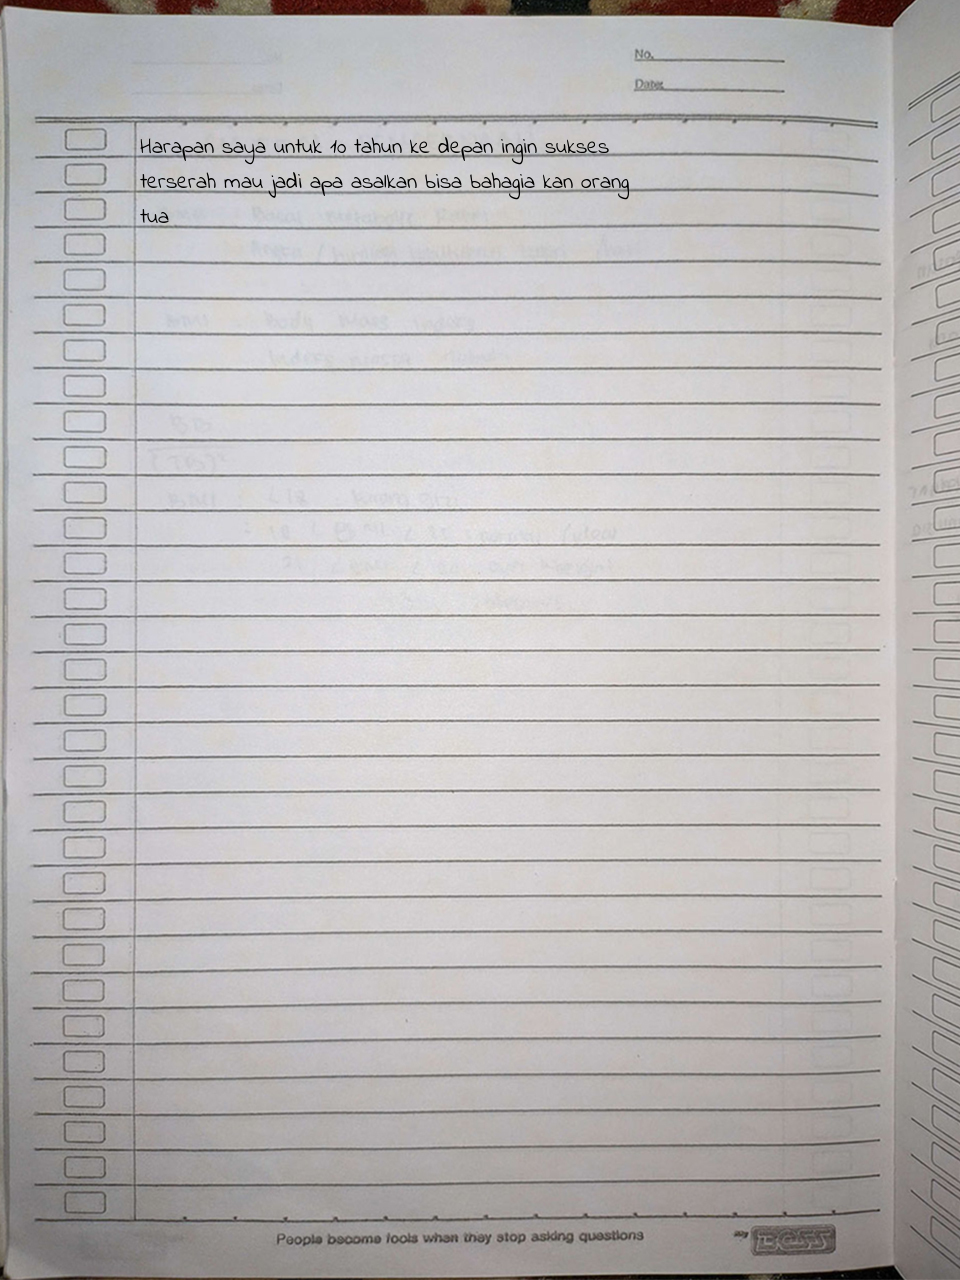 No.
Date:
Harapan saya untuk 10 tahun ke depan ingin sukses
terserah mau jadi apa asalkan bisa bahagia kan orang
tua
People become fools when they stop asking questions
My BOSS